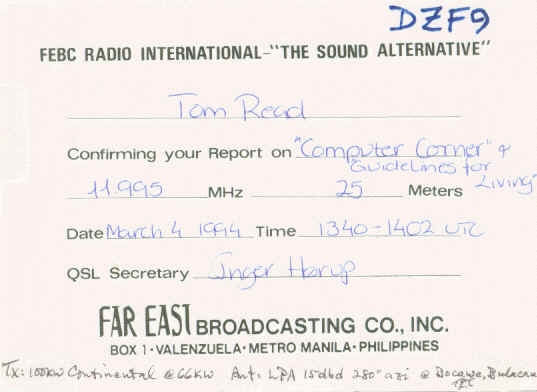 DZF9
FEBC RADIO INTERNATIONAL-"THE SOUND ALTERNATIVE"
Tom Read
Confirming your Report on "Computer Corner" &
"Guidelines for
11.995 MHz 25 Meters Living"
Date March 4 1994 Time 1340-1402 UTC
QSL Secretary Inger Harup
FAR EAST BROADCASTING CO., INC.
BOX 1 · VALENZUELA · METRO MANILA · PHILIPPINES
TX: 100KW Continental @ 66KW Ant: LPA 15dbd 280° azi @ Bocaue, Bulacan